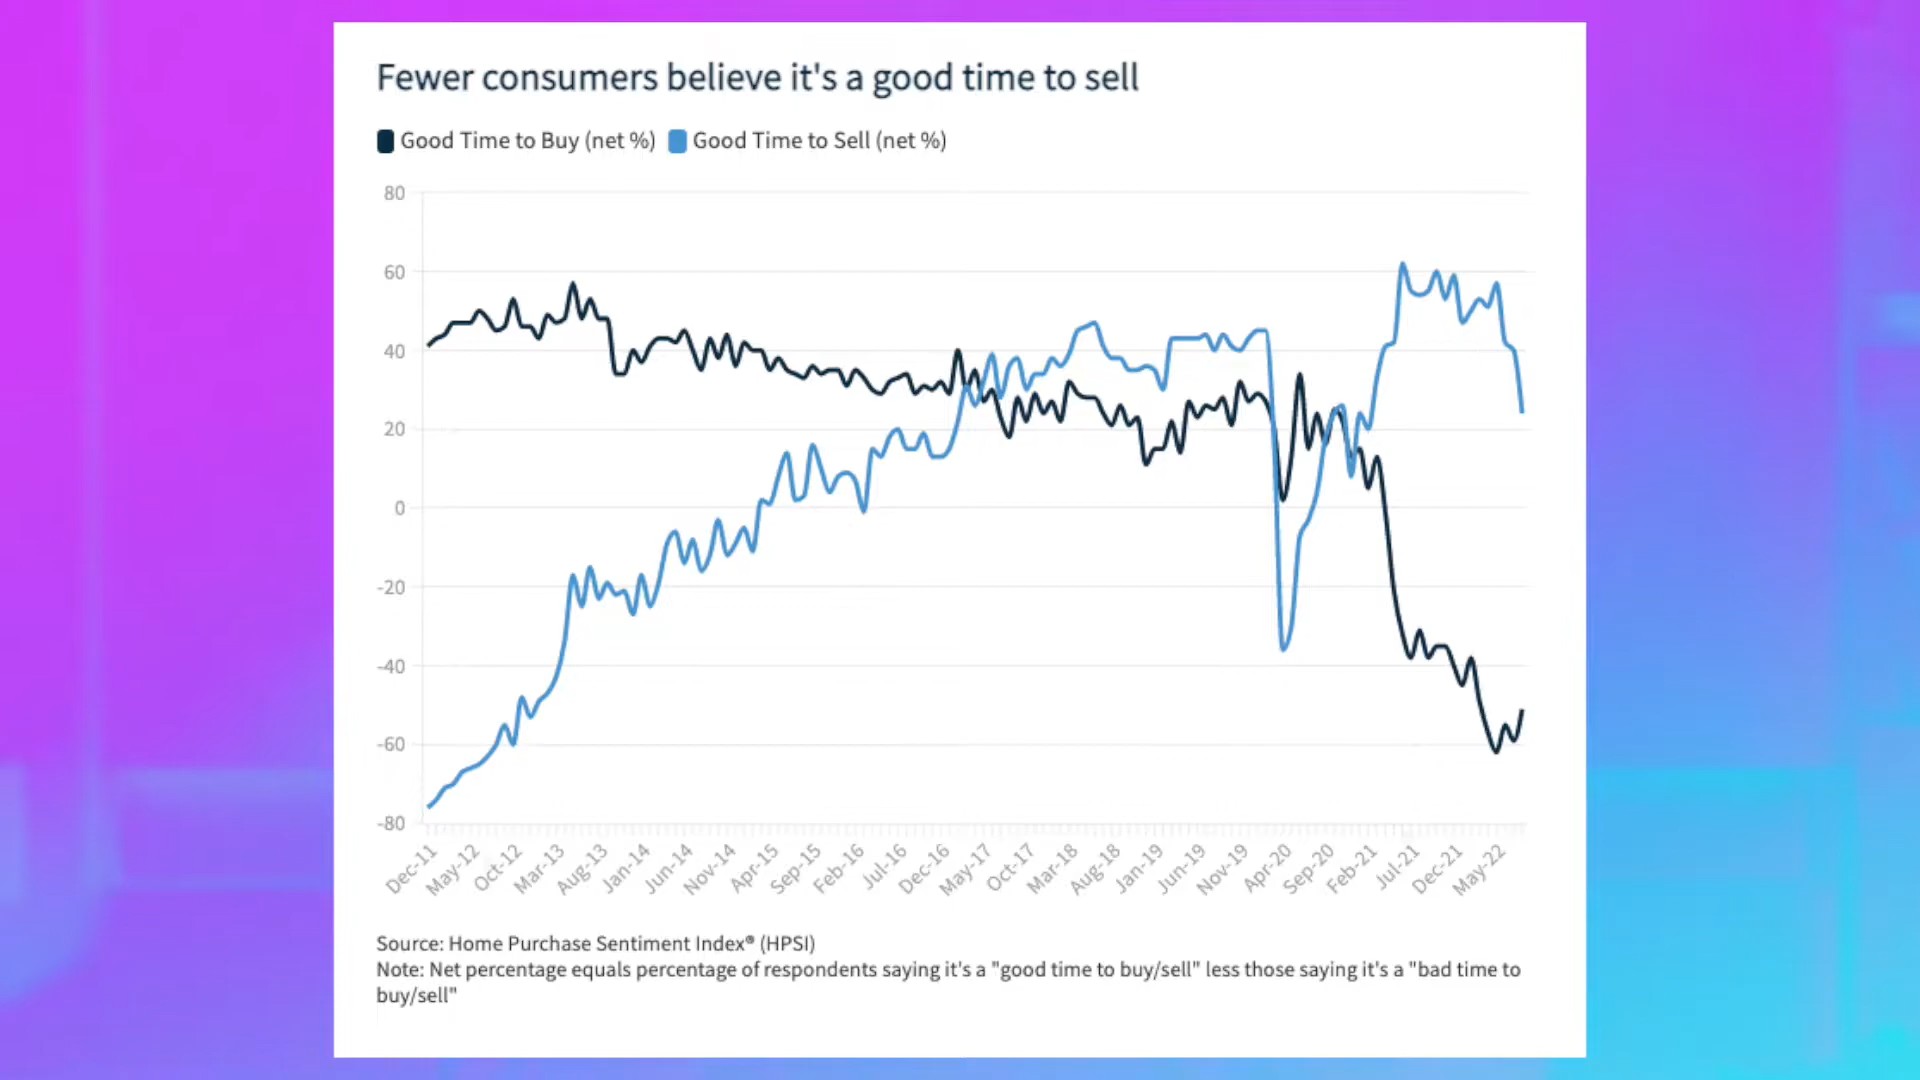 Fewer consumers believe it's a good time to sell
Good Time to Buy (net %) Good Time to Sell (net %)
80
60
40
20
0
-20
-40
-60
-80
Dec-11 May-12 Oct-12 Mar-13 Aug-13 Jan-14 Jun-14 Nov-14 Apr-15 Sep-15 Feb-16 Jul-16 Dec-16 May-17 Oct-17 Mar-18 Aug-18 Jan-19 Jun-19 Nov-19 Apr-20 Sep-20 Feb-21 Jul-21 Dec-21 May-22
Source: Home Purchase Sentiment Index® (HPSI)
Note: Net percentage equals percentage of respondents saying it's a "good time to buy/sell" less those saying it's a "bad time to
buy/sell"